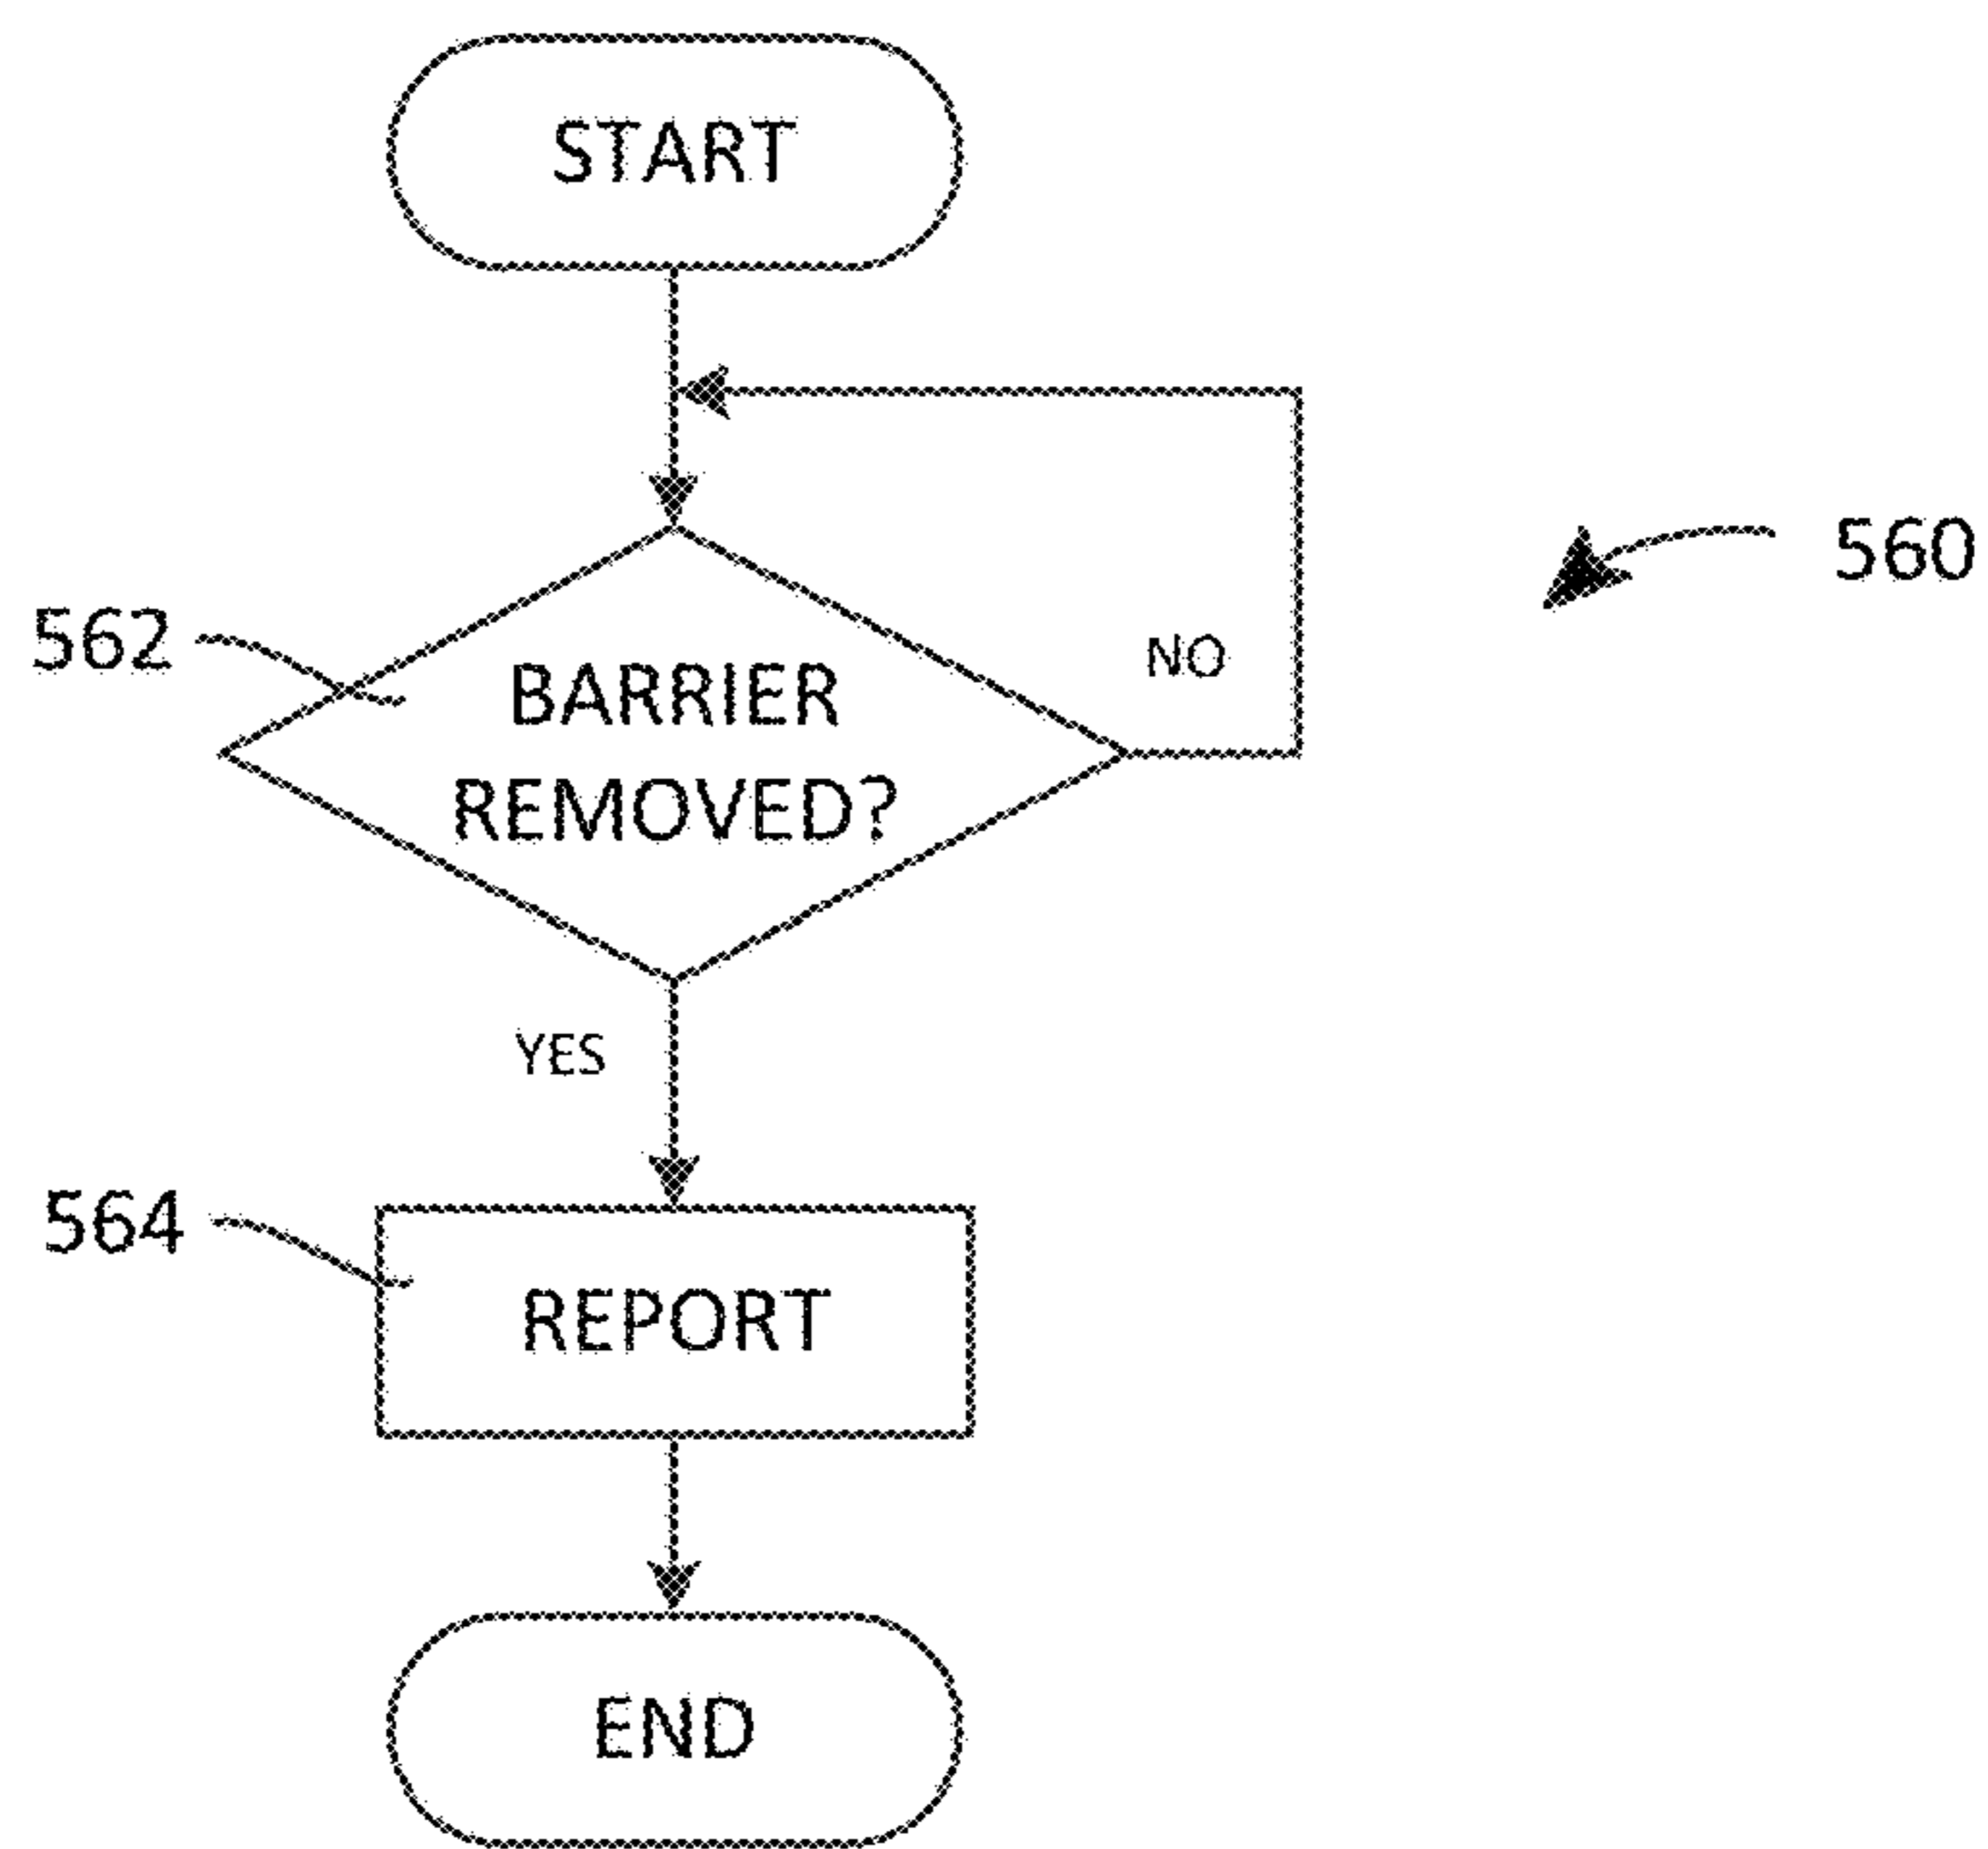 START
560
562
BARRIER
REMOVED?
NO
YES
564
REPORT
END